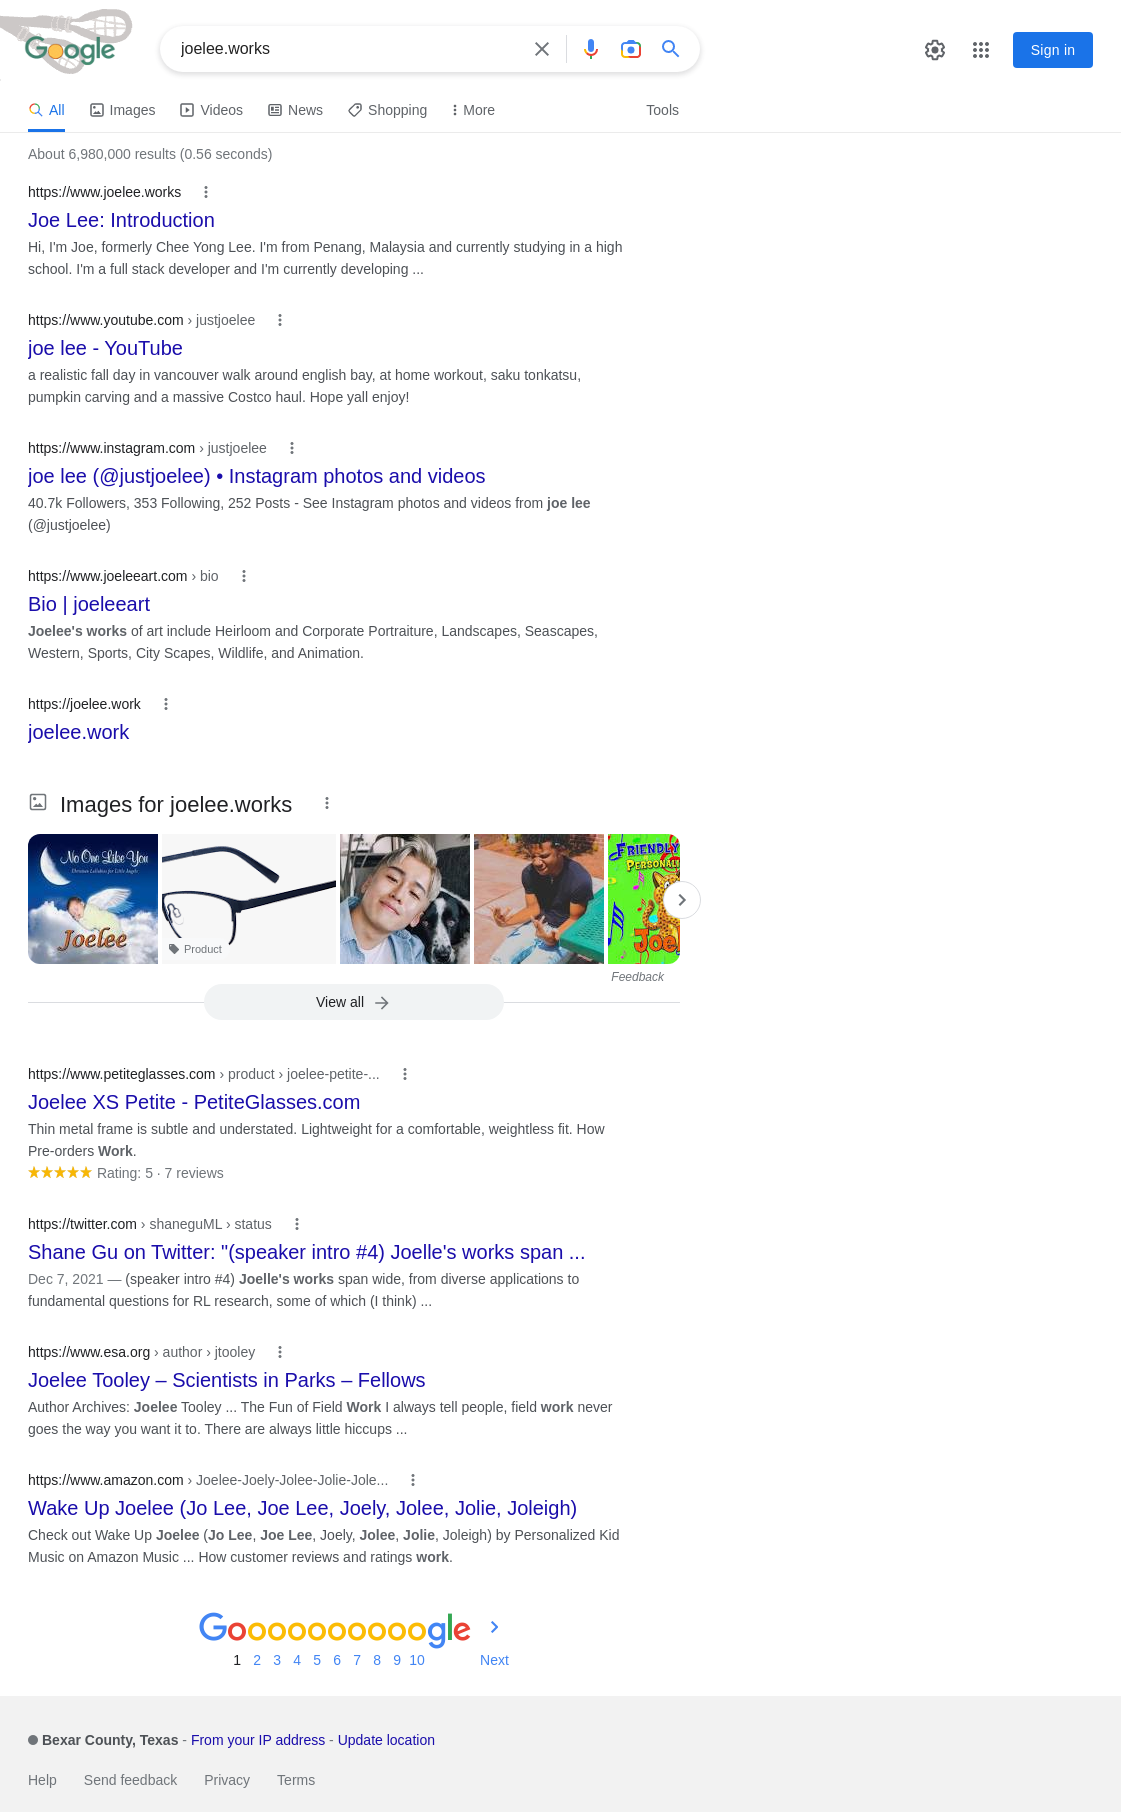 Google
joelee.works
Sign in
All
Images
Videos
News
Shopping
More
Tools
About 6,980,000 results (0.56 seconds)
https://www.joelee.works
Joe Lee: Introduction
Hi, I'm Joe, formerly Chee Yong Lee. I'm from Penang, Malaysia and currently studying in a high
school. I'm a full stack developer and I'm currently developing ...
https://www.youtube.com › justjoelee
joe lee - YouTube
a realistic fall day in vancouver walk around english bay, at home workout, saku tonkatsu,
pumpkin carving and a massive Costco haul. Hope yall enjoy!
https://www.instagram.com › justjoelee
joe lee (@justjoelee) • Instagram photos and videos
40.7k Followers, 353 Following, 252 Posts - See Instagram photos and videos from joe lee
(@justjoelee)
https://www.joeleeart.com › bio
Bio | joeleeart
Joelee's works of art include Heirloom and Corporate Portraiture, Landscapes, Seascapes,
Western, Sports, City Scapes, Wildlife, and Animation.
https://joelee.work
joelee.work
Images for joelee.works
No One Like You
Christian Lullabies for Little Angels
Joelee
Product
FRIENDLY
PERSONAL
Joe
Feedback
View all
https://www.petiteglasses.com › product › joelee-petite-...
Joelee XS Petite - PetiteGlasses.com
Thin metal frame is subtle and understated. Lightweight for a comfortable, weightless fit. How
Pre-orders Work.
Rating: 5 · 7 reviews
https://twitter.com › shaneguML › status
Shane Gu on Twitter: "(speaker intro #4) Joelle's works span ...
Dec 7, 2021 — (speaker intro #4) Joelle's works span wide, from diverse applications to
fundamental questions for RL research, some of which (I think) ...
https://www.esa.org › author › jtooley
Joelee Tooley – Scientists in Parks – Fellows
Author Archives: Joelee Tooley ... The Fun of Field Work I always tell people, field work never
goes the way you want it to. There are always little hiccups ...
https://www.amazon.com › Joelee-Joely-Jolee-Jolie-Jole...
Wake Up Joelee (Jo Lee, Joe Lee, Joely, Jolee, Jolie, Joleigh)
Check out Wake Up Joelee (Jo Lee, Joe Lee, Joely, Jolee, Jolie, Joleigh) by Personalized Kid
Music on Amazon Music ... How customer reviews and ratings work.
Goooooooooogle
1 2 3 4 5 6 7 8 9 10 Next
Bexar County, Texas - From your IP address - Update location
Help Send feedback Privacy Terms